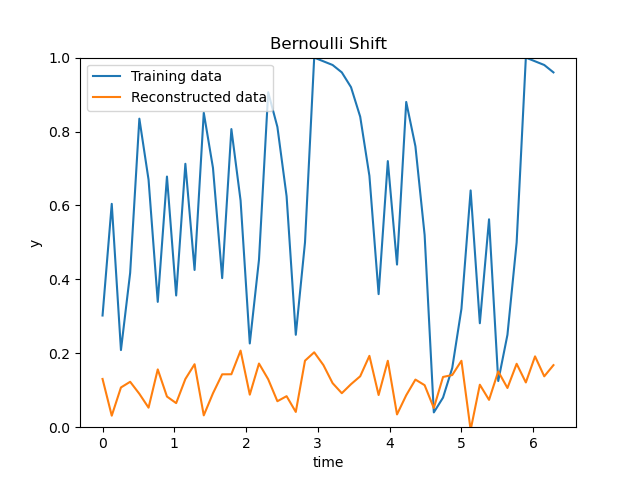 Bernoulli Shift
Training data
Reconstructed data
y
1.0
0.8
0.6
0.4
0.2
0.0
0 1 2 3 4 5 6
time